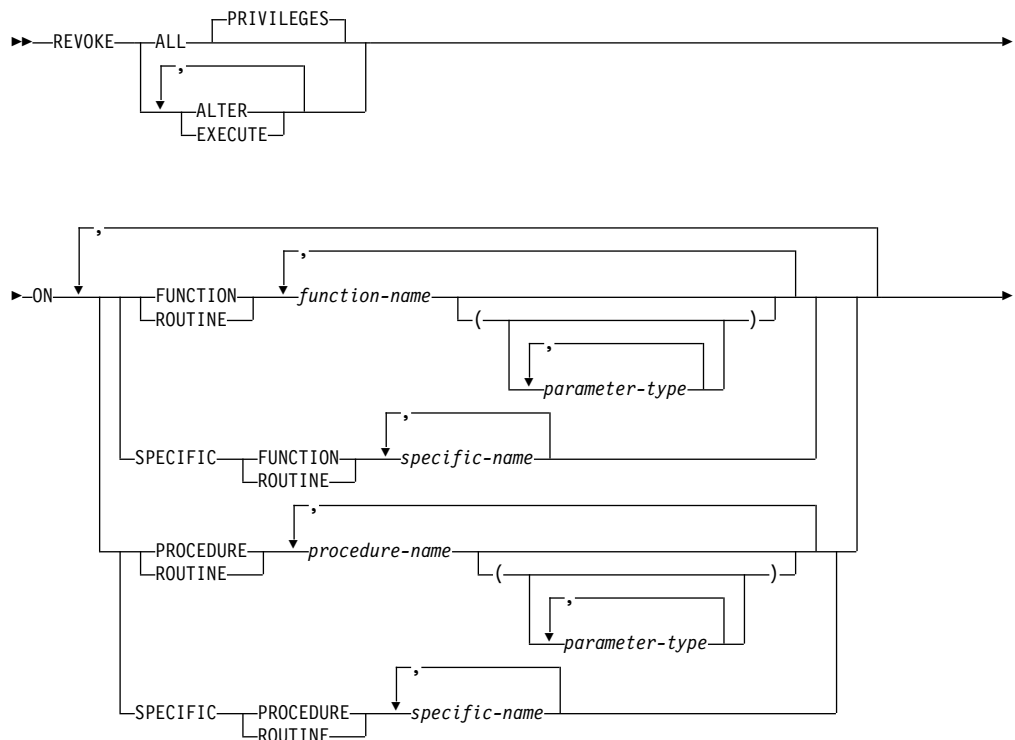 PRIVILEGES
REVOKE ALL
,
ALTER
EXECUTE
,
,
ON FUNCTION function-name
ROUTINE ( )
,
parameter-type
,
SPECIFIC FUNCTION specific-name
ROUTINE
,
PROCEDURE procedure-name
ROUTINE ( )
,
parameter-type
,
SPECIFIC PROCEDURE specific-name
ROUTINE